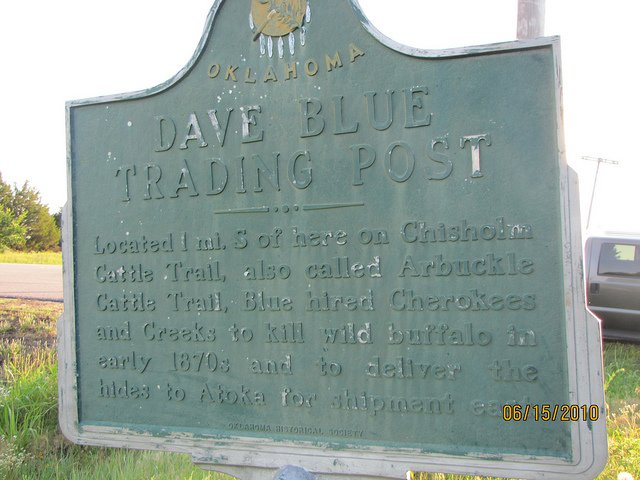 OKLAHOMA
DAVE BLUE
TRADING POST
Located 1 mi. S of here on Chisholm
Cattle Trail, also called Arbuckle
Cattle Trail, Blue hired Cherokees
and Creeks to kill wild buffalo in
early 1870s and to deliver the
hides to Atoka for shipment
OKLAHOMA HISTORICAL SOCIETY
06/15/2010